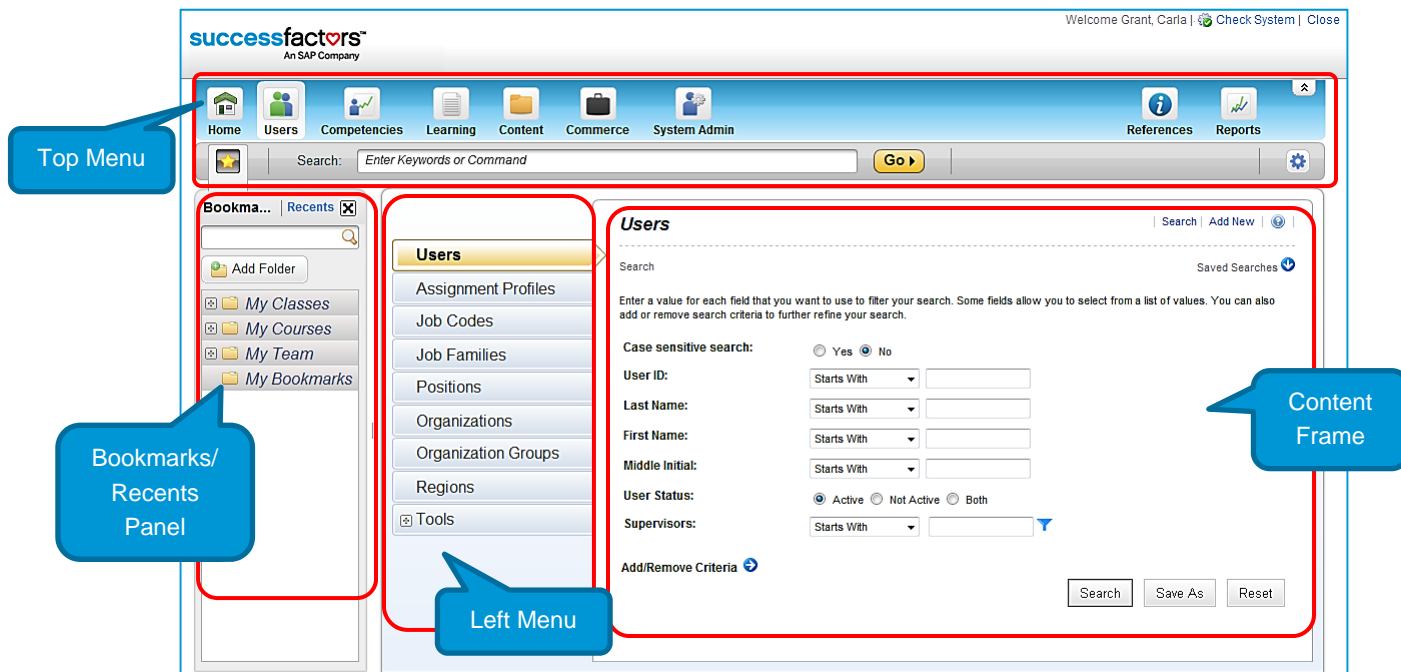 Welcome Grant, Carla | Check System | Close
successfactors™
An SAP Company
Home Users Competencies Learning Content Commerce System Admin References Reports
Top Menu
Search: Enter Keywords or Command Go
Bookma... | Recents
Add Folder
My Classes
My Courses
My Team
My Bookmarks
Bookmarks/
Recents
Panel
Users
Assignment Profiles
Job Codes
Job Families
Positions
Organizations
Organization Groups
Regions
Tools
Left Menu
Users
| Search | Add New | ? |
Search
Saved Searches
Enter a value for each field that you want to use to filter your search. Some fields allow you to select from a list of values. You can also
add or remove search criteria to further refine your search.
Case sensitive search: Yes No
User ID: Starts With
Last Name: Starts With
First Name: Starts With
Middle Initial: Starts With
User Status: Active Not Active Both
Supervisors: Starts With
Add/Remove Criteria
Search Save As Reset
Content
Frame